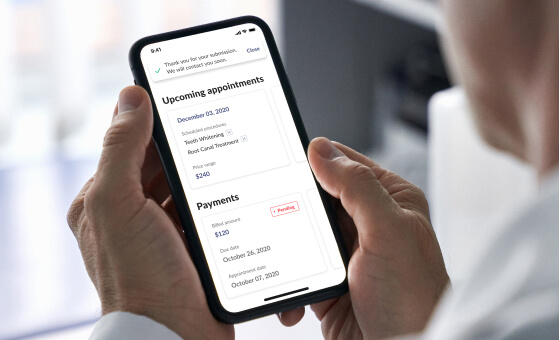 9:41
Thank you for your submission. Close
We will contact you soon.
Upcoming appointments
December 03, 2020
Scheduled procedures
Teeth Whitening
Root Canal Treatment
Price range
$240
Payments
Billed amount • Pending
$120
Due date
October 26, 2020
Appointment date
October 07, 2020